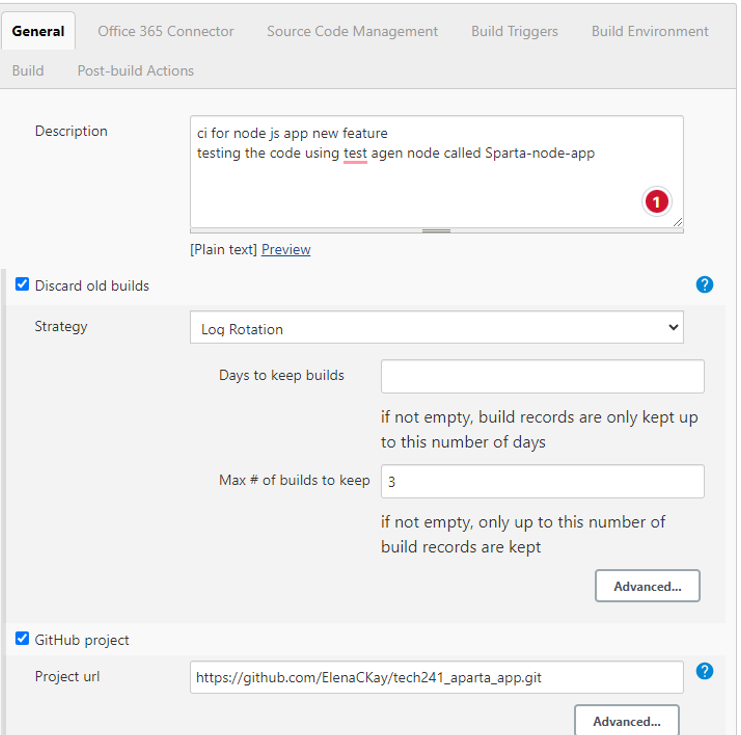 General Office 365 Connector Source Code Management Build Triggers Build Environment
Build Post-build Actions
Description
ci for node js app new feature
testing the code using test agen node called Sparta-node-app
1
[Plain text] Preview
Discard old builds ?
Strategy Log Rotation
Days to keep builds
if not empty, build records are only kept up
to this number of days
Max # of builds to keep 3
if not empty, only up to this number of
build records are kept
Advanced...
GitHub project
Project url https://github.com/ElenaCKay/tech241_aparta_app.git ?
Advanced...